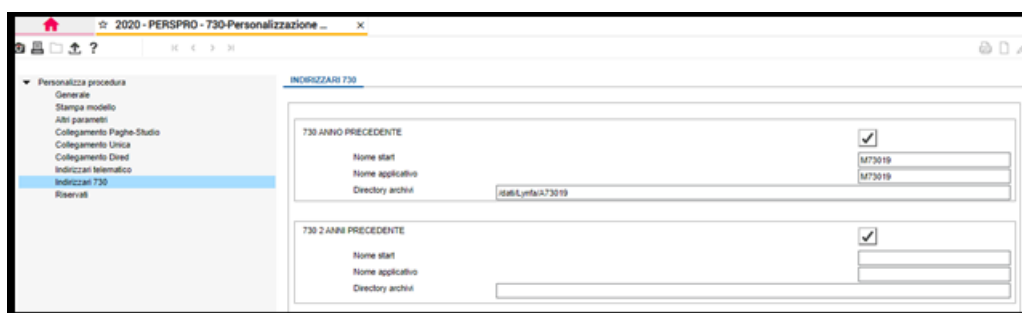 2020 - PERSPRO - 730-Personalizzazione ...
?
Personalizza procedura
Generale
Stampa modello
Altri parametri
Collegamento Paghe-Studio
Collegamento Unica
Collegamento Dired
Indirizzari telematico
Indirizzari 730
Riservati
INDIRIZZARI 730
730 ANNO PRECEDENTE
Nome start M73019
Nome applicativo M73019
Directory archivi /dati/Lynfa/A73019
730 2 ANNI PRECEDENTE
Nome start
Nome applicativo
Directory archivi